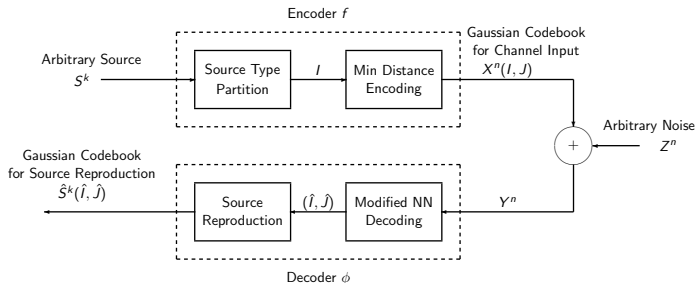 Encoder f
Arbitrary Source
S^k
Source Type
Partition
I
Min Distance
Encoding
Gaussian Codebook
for Channel Input
X^n(I, J)
+
Arbitrary Noise
Z^n
Gaussian Codebook
for Source Reproduction
Ŝ^k(Î, Ĵ)
Source
Reproduction
(Î, Ĵ)
Modified NN
Decoding
Y^n
Decoder ϕ